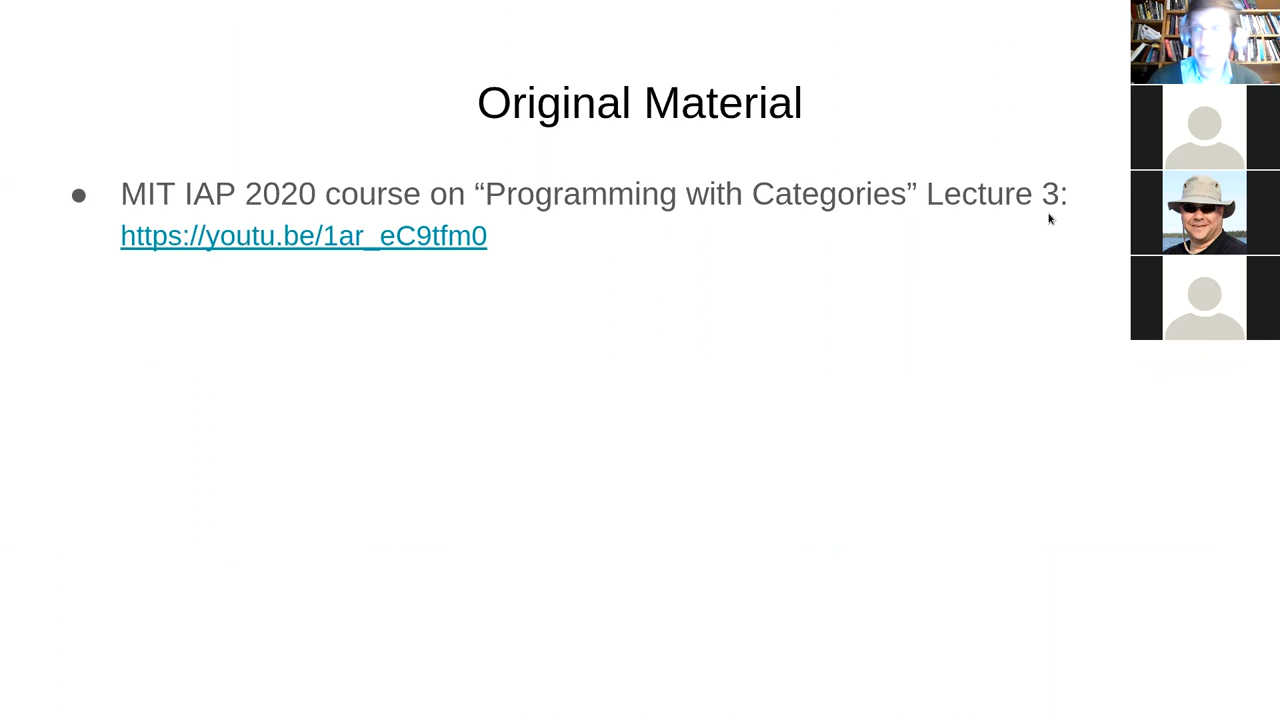 Original Material
● MIT IAP 2020 course on “Programming with Categories” Lecture 3:
https://youtu.be/1ar_eC9tfm0